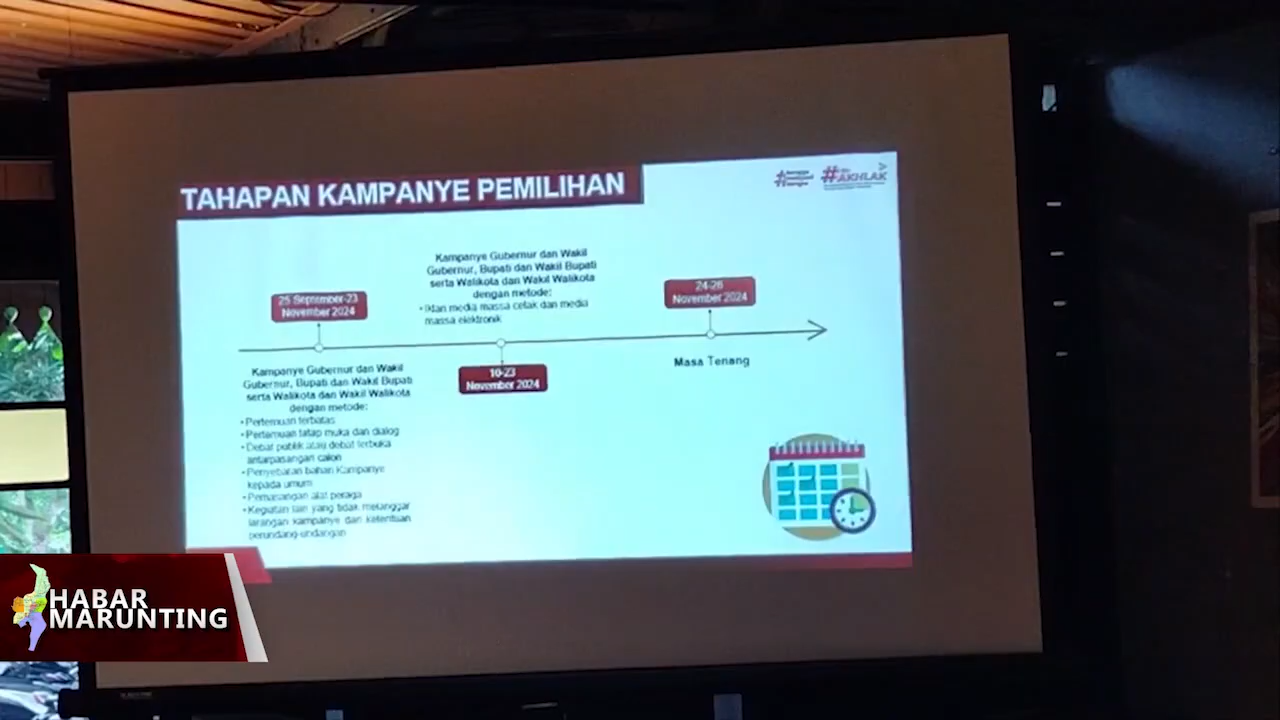 TAHAPAN KAMPANYE PEMILIHAN
#AKHLAK
Kampanye Gubernur dan Wakil
Gubernur, Bupati dan Wakil Bupati
serta Walikota dan Wakil Walikota
dengan metode:
• Iklan media massa cetak dan media
massa elektronik
25 September-23
November 2024
24-26
November 2024
Kampanye Gubernur dan Wakil
Gubernur, Bupati dan Wakil Bupati
serta Walikota dan Wakil Walikota
dengan metode:
• Pertemuan terbatas
• Pertemuan tatap muka dan dialog
• Debat publik atau debat terbuka
antarpasangan calon
• Penyebaran bahan Kampanye
kepada umum
• Pemasangan alat peraga
• Kegiatan lain yang tidak melanggar
larangan kampanye dan ketentuan
perundang-undangan
10-23
November 2024
Masa Tenang
HABAR
MARUNTING